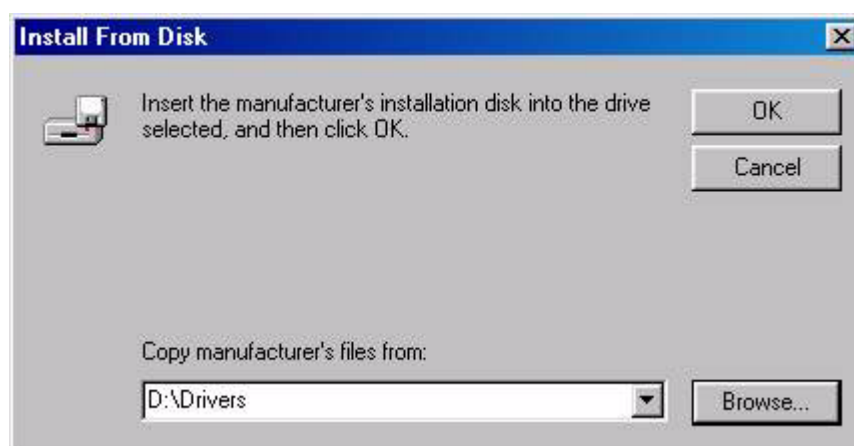 Install From Disk
Insert the manufacturer's installation disk into the drive
selected, and then click OK.
OK
Cancel
Copy manufacturer's files from:
D:\Drivers
Browse...